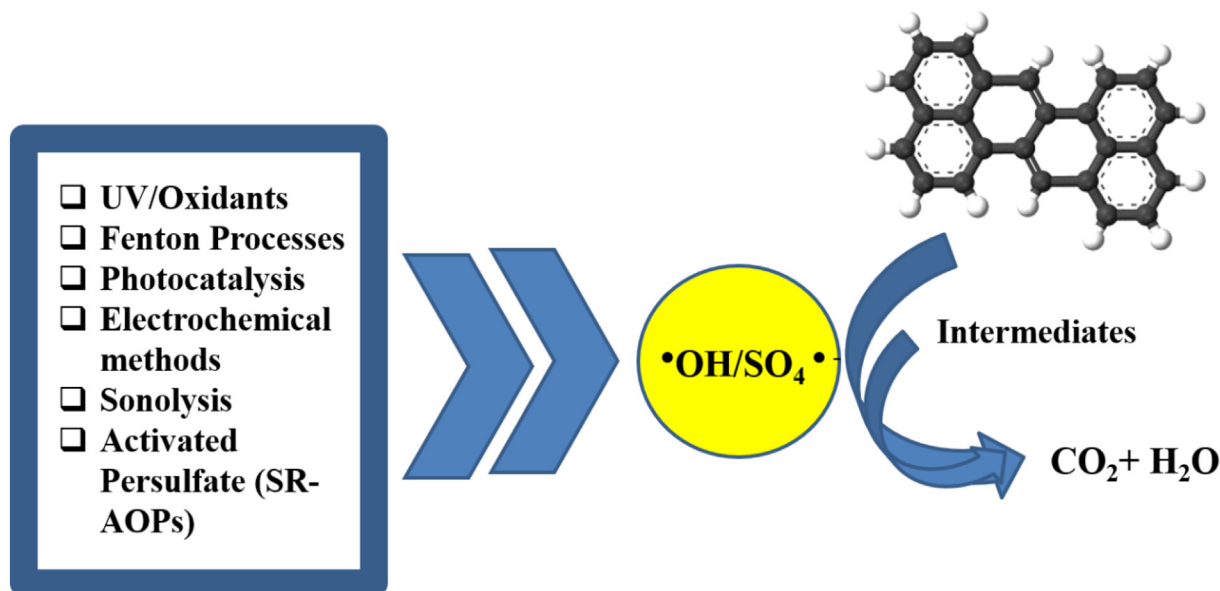 ❑ UV/Oxidants
❑ Fenton Processes
❑ Photocatalysis
❑ Electrochemical
methods
❑ Sonolysis
❑ Activated
Persulfate (SR-
AOPs)
•OH/SO₄ •-
Intermediates
CO₂+ H₂O